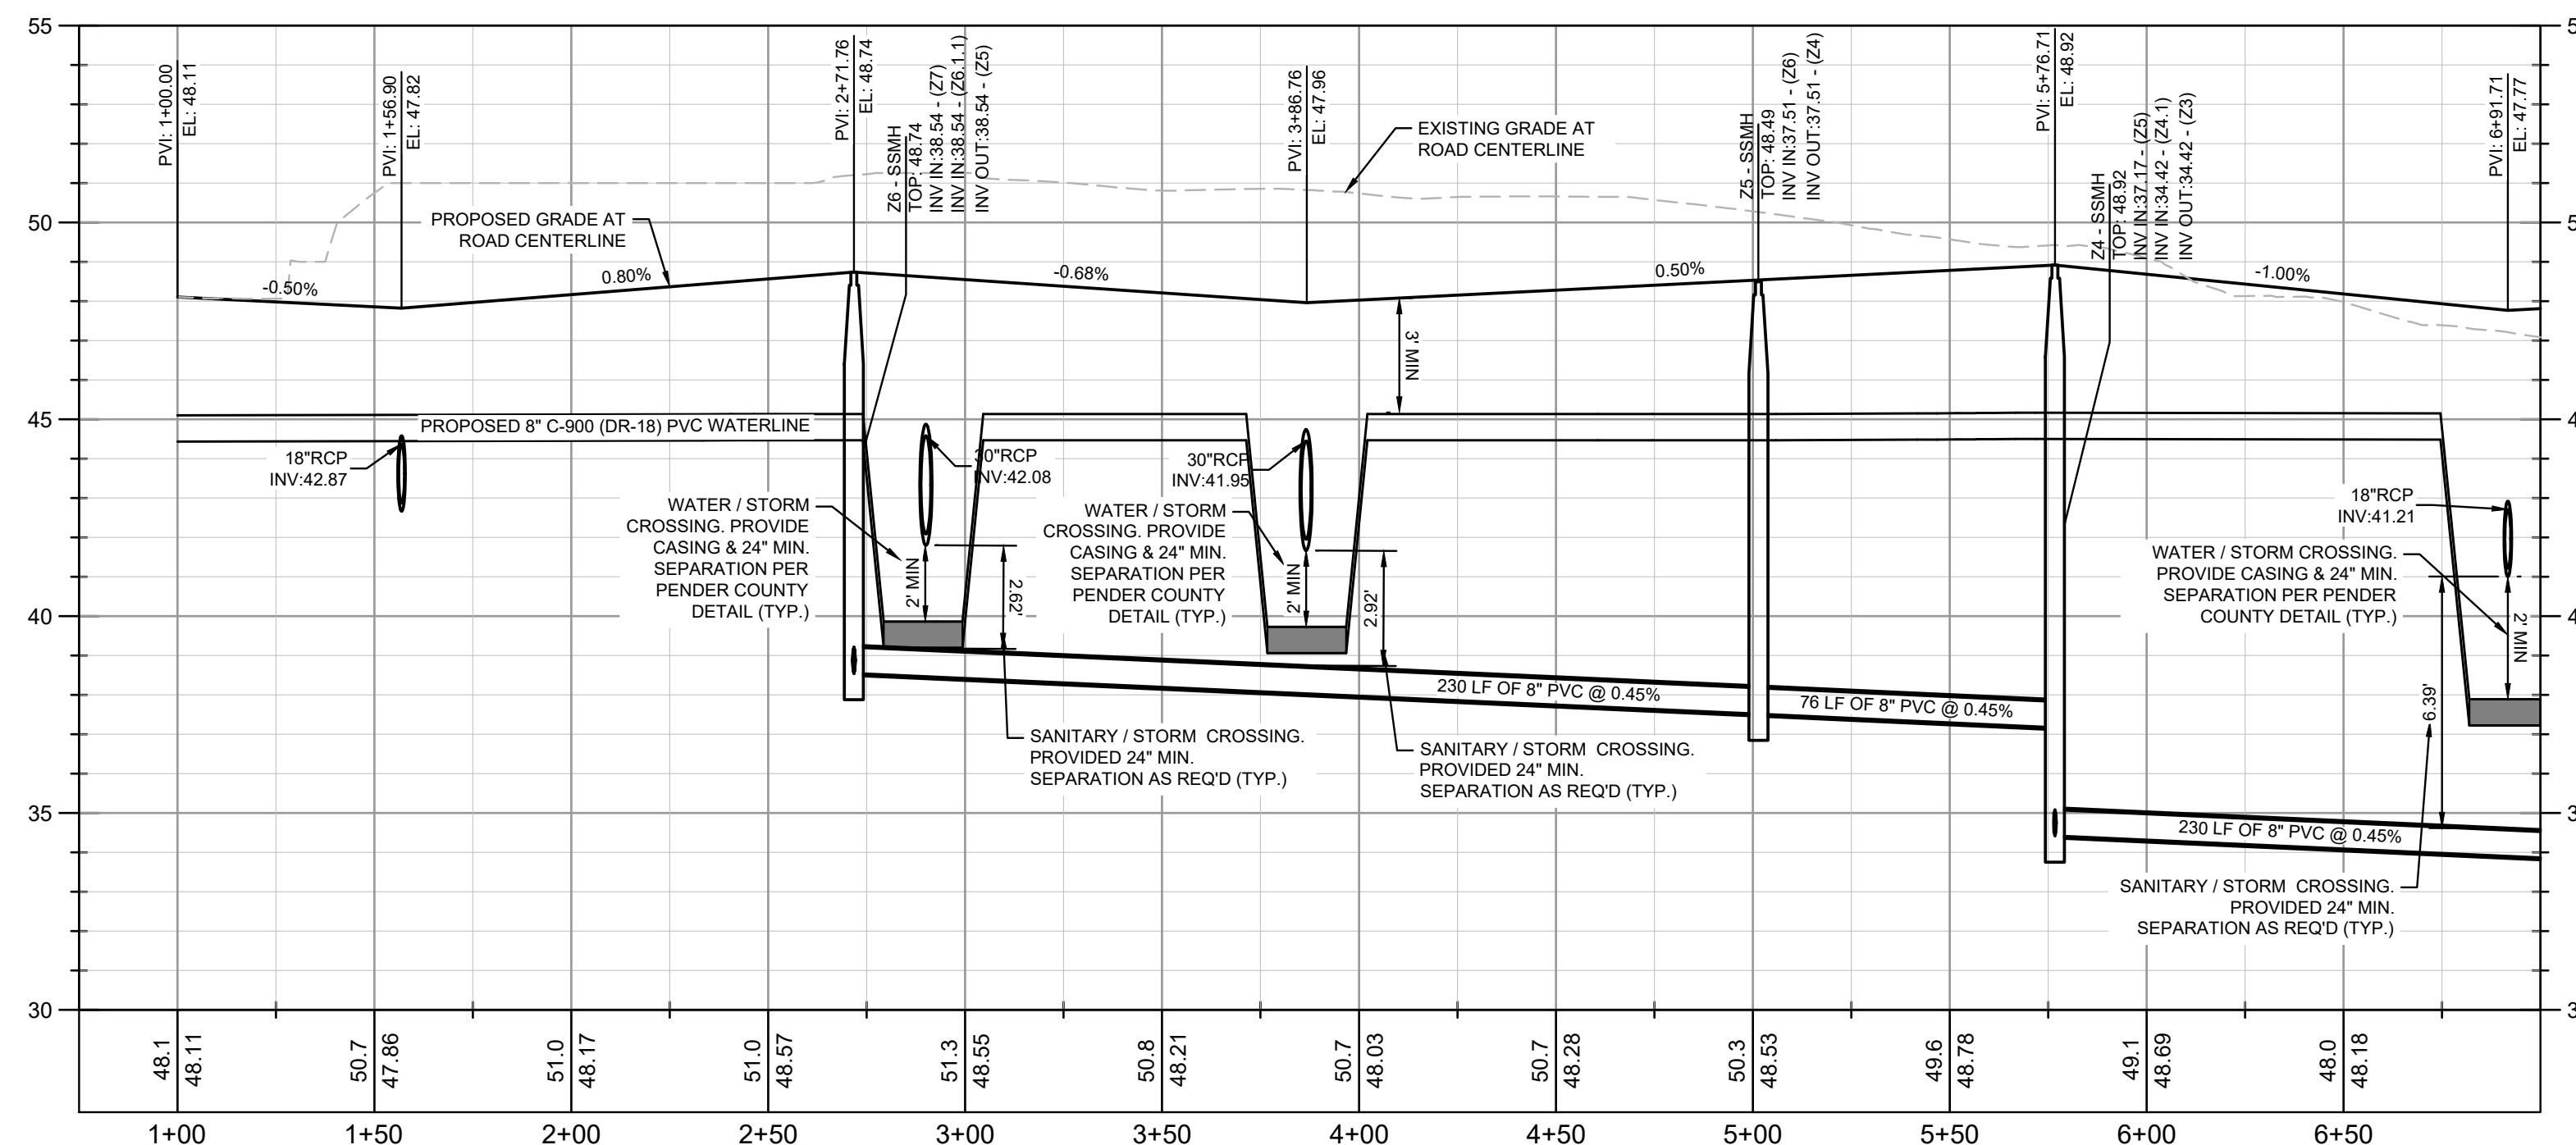 55
50
45
40
35
30
PVI: 1+00.00
EL: 48.11
PVI: 1+56.90
EL: 47.82
PVI: 2+71.76
EL: 48.74
Z6 - SSMH
TOP: 48.74
INV IN:38.54 - (Z7)
INV IN:38.54 - (Z6.1.1)
INV OUT:38.54 - (Z5)
PVI: 3+86.76
EL: 47.96
EXISTING GRADE AT
ROAD CENTERLINE
Z5 - SSMH
TOP: 48.49
INV IN:37.51 - (Z6)
INV OUT:37.51 - (Z4)
PVI: 5+76.71
EL: 48.92
Z4 - SSMH
TOP: 48.92
INV IN:37.17 - (Z5)
INV IN:34.42 - (Z4.1)
INV OUT:34.42 - (Z3)
PVI: 6+91.71
EL: 47.77
PROPOSED GRADE AT
ROAD CENTERLINE
-0.50%
0.80%
-0.68%
0.50%
-1.00%
3' MIN
PROPOSED 8" C-900 (DR-18) PVC WATERLINE
18"RCP
INV:42.87
30"RCP
INV:42.08
30"RCP
INV:41.95
18"RCP
INV:41.21
WATER / STORM
CROSSING. PROVIDE
CASING & 24" MIN.
SEPARATION PER
PENDER COUNTY
DETAIL (TYP.)
2' MIN
2.62'
WATER / STORM
CROSSING. PROVIDE
CASING & 24" MIN.
SEPARATION PER
PENDER COUNTY
DETAIL (TYP.)
2' MIN
2.92'
WATER / STORM CROSSING.
PROVIDE CASING & 24" MIN.
SEPARATION PER PENDER
COUNTY DETAIL (TYP.)
2' MIN
6.39'
230 LF OF 8" PVC @ 0.45%
76 LF OF 8" PVC @ 0.45%
230 LF OF 8" PVC @ 0.45%
SANITARY / STORM CROSSING.
PROVIDED 24" MIN.
SEPARATION AS REQ'D (TYP.)
SANITARY / STORM CROSSING.
PROVIDED 24" MIN.
SEPARATION AS REQ'D (TYP.)
SANITARY / STORM CROSSING.
PROVIDED 24" MIN.
SEPARATION AS REQ'D (TYP.)
48.1
48.11
50.7
47.86
51.0
48.17
51.0
48.57
51.3
48.55
50.8
48.21
50.7
48.03
50.7
48.28
50.3
48.53
49.6
48.78
49.1
48.69
48.0
48.18
1+00
1+50
2+00
2+50
3+00
3+50
4+00
4+50
5+00
5+50
6+00
6+50